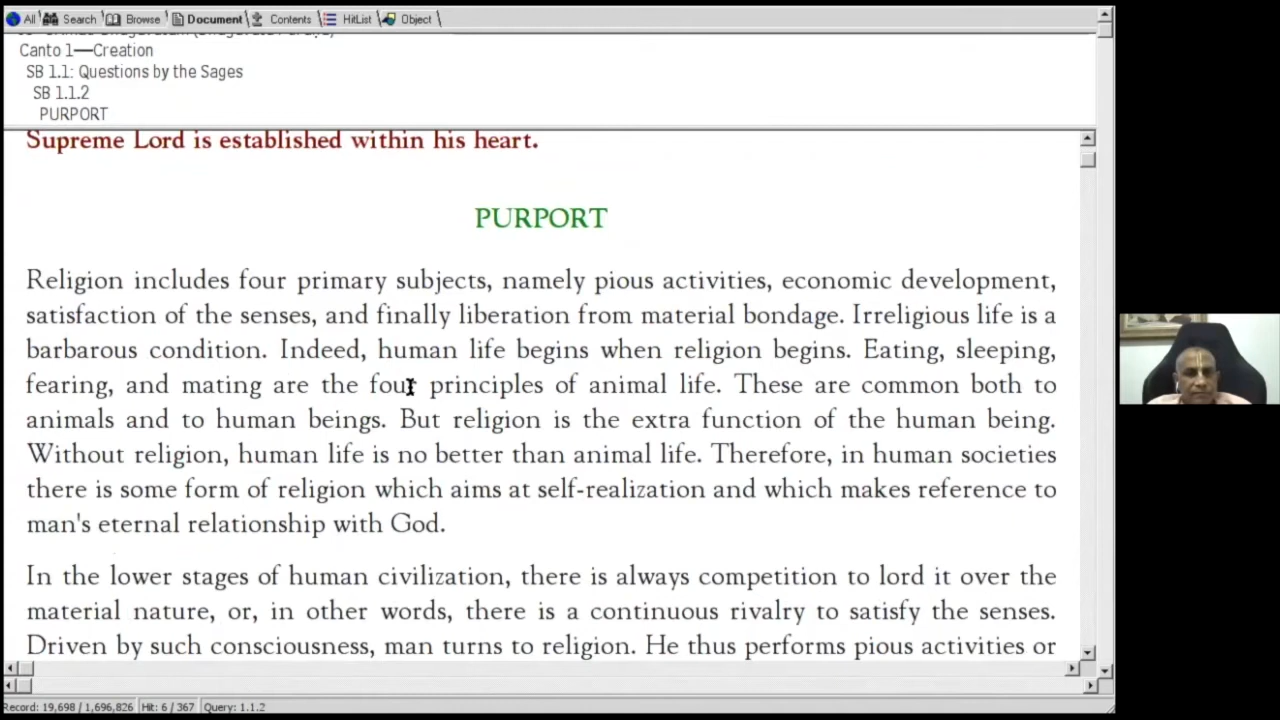 All Search Browse Document Contents HitList Object
Canto 1—Creation
SB 1.1: Questions by the Sages
SB 1.1.2
PURPORT
Supreme Lord is established within his heart.
PURPORT
Religion includes four primary subjects, namely pious activities, economic development,
satisfaction of the senses, and finally liberation from material bondage. Irreligious life is a
barbarous condition. Indeed, human life begins when religion begins. Eating, sleeping,
fearing, and mating are the four principles of animal life. These are common both to
animals and to human beings. But religion is the extra function of the human being.
Without religion, human life is no better than animal life. Therefore, in human societies
there is some form of religion which aims at self-realization and which makes reference to
man's eternal relationship with God.
In the lower stages of human civilization, there is always competition to lord it over the
material nature, or, in other words, there is a continuous rivalry to satisfy the senses.
Driven by such consciousness, man turns to religion. He thus performs pious activities or
Record: 19,698 / 1,696,826 Hit: 6 / 367 Query: 1.1.2